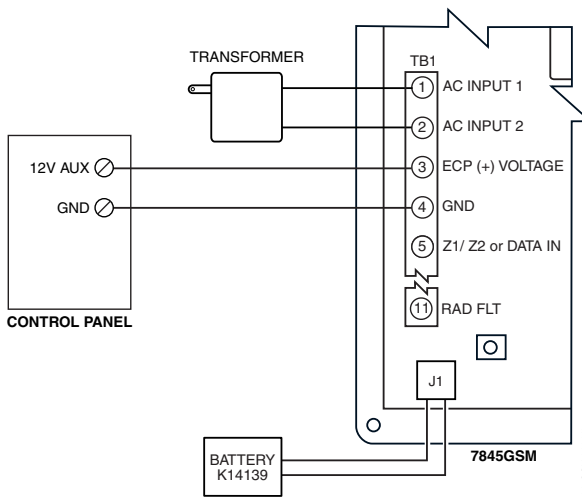 TRANSFORMER
TB1
1 AC INPUT 1
2 AC INPUT 2
12V AUX
3 ECP (+) VOLTAGE
GND
4 GND
5 Z1/ Z2 or DATA IN
11 RAD FLT
CONTROL PANEL
J1
7845GSM
BATTERY
K14139